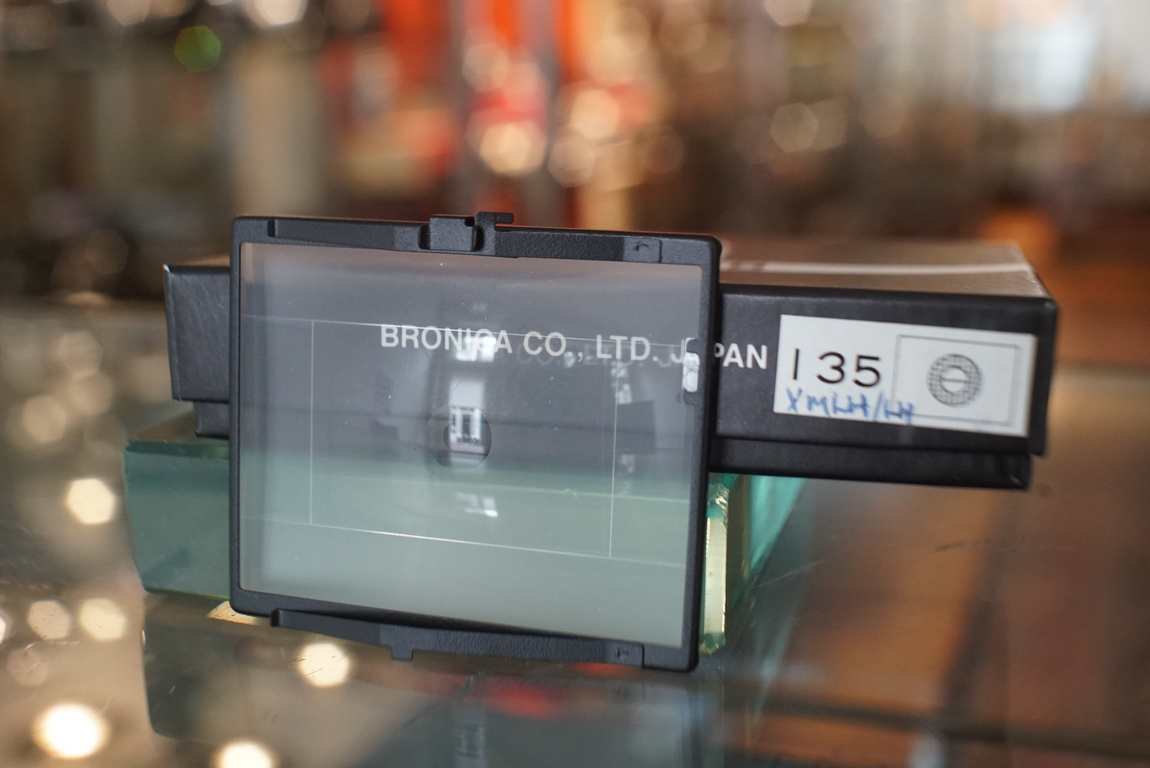 BRONICA CO., LTD. JAPAN
135